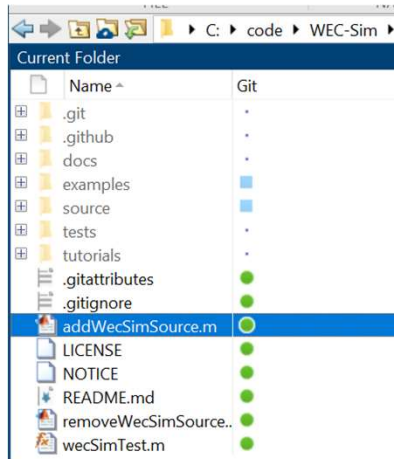 C: code WEC-Sim
Current Folder
Name Git
.git
.github
docs
examples
source
tests
tutorials
.gitattributes
.gitignore
addWecSimSource.m
LICENSE
NOTICE
README.md
removeWecSimSource..
wecSimTest.m